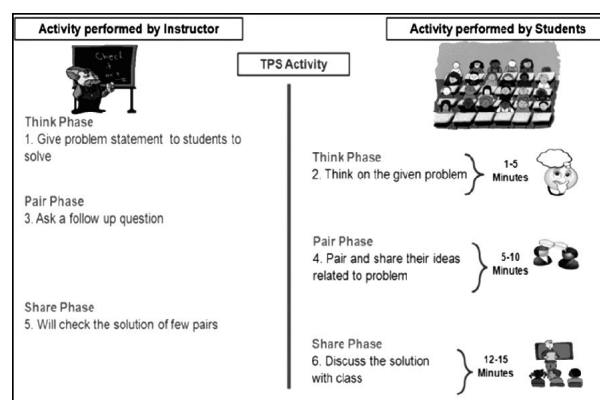 Activity performed by Instructor
Activity performed by Students
TPS Activity
Think Phase
1. Give problem statement to students to
solve
Think Phase
2. Think on the given problem
1-5
Minutes
Pair Phase
3. Ask a follow up question
Pair Phase
4. Pair and share their ideas
related to problem
5-10
Minutes
Share Phase
5. Will check the solution of few pairs
Share Phase
6. Discuss the solution
with class
12-15
Minutes